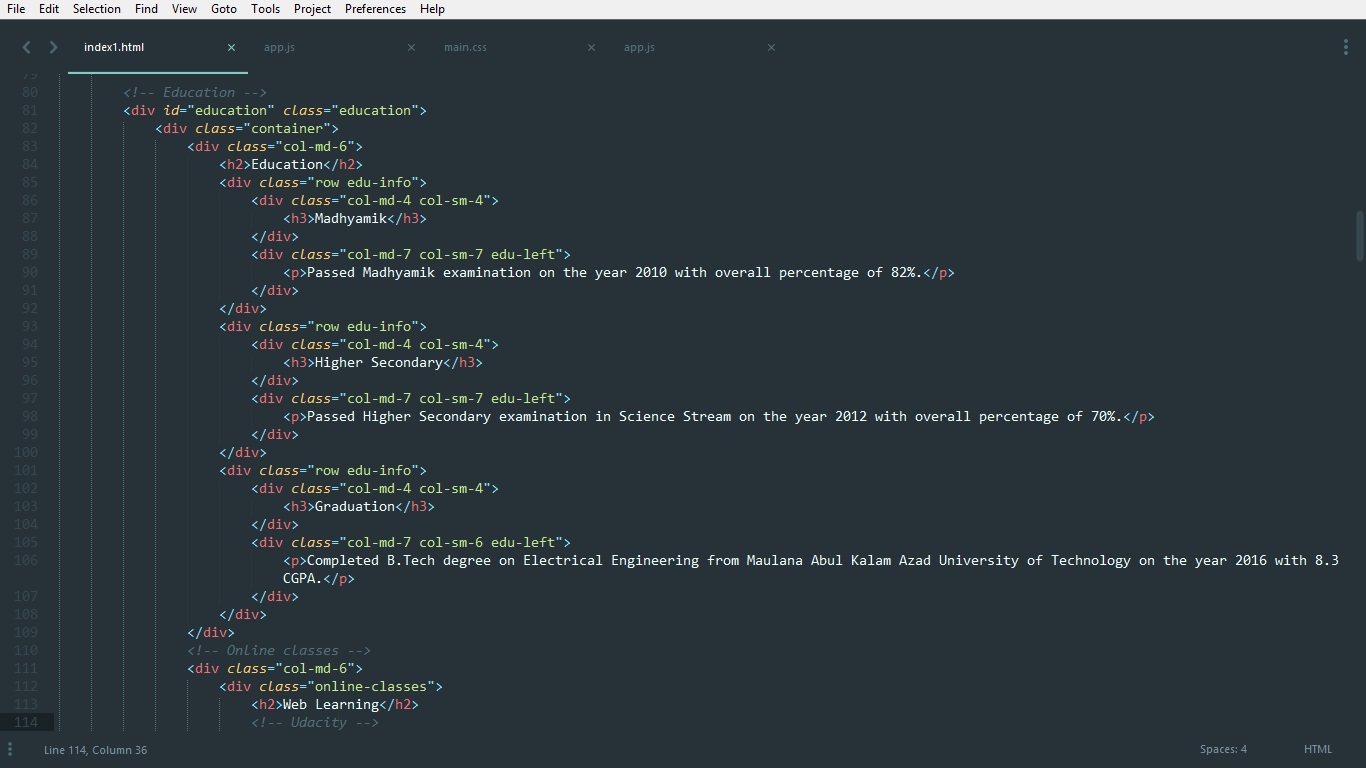 File Edit Selection Find View Goto Tools Project Preferences Help
index1.html × app.js × main.css × app.js ×
79
80 <!-- Education -->
81 <div id="education" class="education">
82 <div class="container">
83 <div class="col-md-6">
84 <h2>Education</h2>
85 <div class="row edu-info">
86 <div class="col-md-4 col-sm-4">
87 <h3>Madhyamik</h3>
88 </div>
89 <div class="col-md-7 col-sm-7 edu-left">
90 <p>Passed Madhyamik examination on the year 2010 with overall percentage of 82%.</p>
91 </div>
92 </div>
93 <div class="row edu-info">
94 <div class="col-md-4 col-sm-4">
95 <h3>Higher Secondary</h3>
96 </div>
97 <div class="col-md-7 col-sm-7 edu-left">
98 <p>Passed Higher Secondary examination in Science Stream on the year 2012 with overall percentage of 70%.</p>
99 </div>
100 </div>
101 <div class="row edu-info">
102 <div class="col-md-4 col-sm-4">
103 <h3>Graduation</h3>
104 </div>
105 <div class="col-md-7 col-sm-6 edu-left">
106 <p>Completed B.Tech degree on Electrical Engineering from Maulana Abul Kalam Azad University of Technology on the year 2016 with 8.3
CGPA.</p>
107 </div>
108 </div>
109 </div>
110 <!-- Online classes -->
111 <div class="col-md-6">
112 <div class="online-classes">
113 <h2>Web Learning</h2>
114 <!-- Udacity -->
Line 114, Column 36 Spaces: 4 HTML